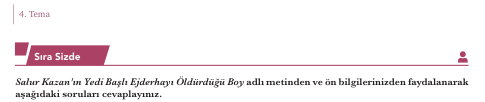 4. Tema
Sıra Sizde
Salur Kazan'ın Yedi Başlı Ejderhayı Öldürdüğü Boy adlı metinden ve ön bilgilerinizden faydalanarak
aşağıdaki soruları cevaplayınız.